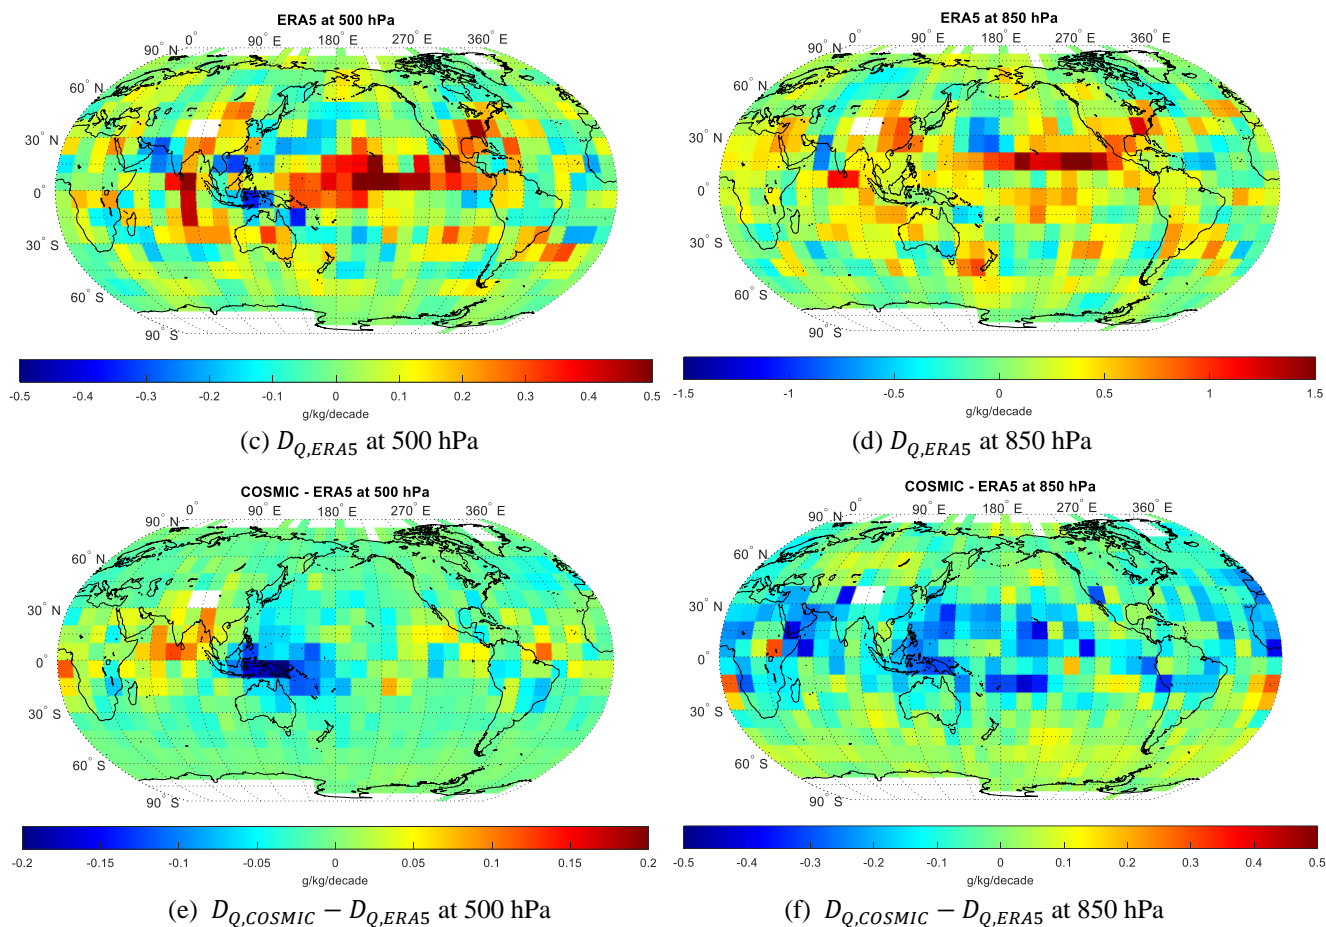 ERA5 at 500 hPa
90° N 0° 90° E 180° E 270° E 360° E
60° N
30° N
0°
30° S
60° S
90° S
-0.5 -0.4 -0.3 -0.2 -0.1 0 0.1 0.2 0.3 0.4 0.5
g/kg/decade
(c) D_Q,ERA5 at 500 hPa
ERA5 at 850 hPa
90° N 0° 90° E 180° E 270° E 360° E
60° N
30° N
0°
30° S
60° S
90° S
-1.5 -1 -0.5 0 0.5 1 1.5
g/kg/decade
(d) D_Q,ERA5 at 850 hPa
COSMIC - ERA5 at 500 hPa
90° N 0° 90° E 180° E 270° E 360° E
60° N
30° N
0°
30° S
60° S
90° S
-0.2 -0.15 -0.1 -0.05 0 0.05 0.1 0.15 0.2
g/kg/decade
(e) D_Q,COSMIC − D_Q,ERA5 at 500 hPa
COSMIC - ERA5 at 850 hPa
90° N 0° 90° E 180° E 270° E 360° E
60° N
30° N
0°
30° S
60° S
90° S
-0.5 -0.4 -0.3 -0.2 -0.1 0 0.1 0.2 0.3 0.4 0.5
g/kg/decade
(f) D_Q,COSMIC − D_Q,ERA5 at 850 hPa